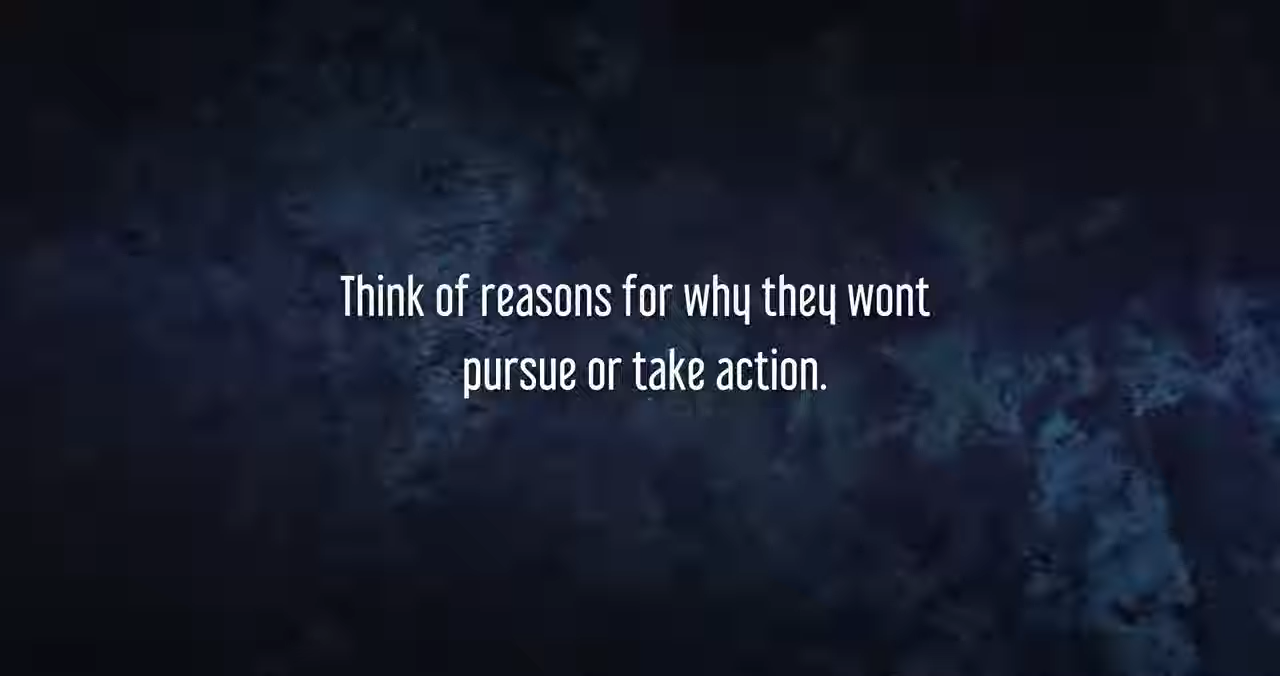 Think of reasons for why they wont
pursue or take action.